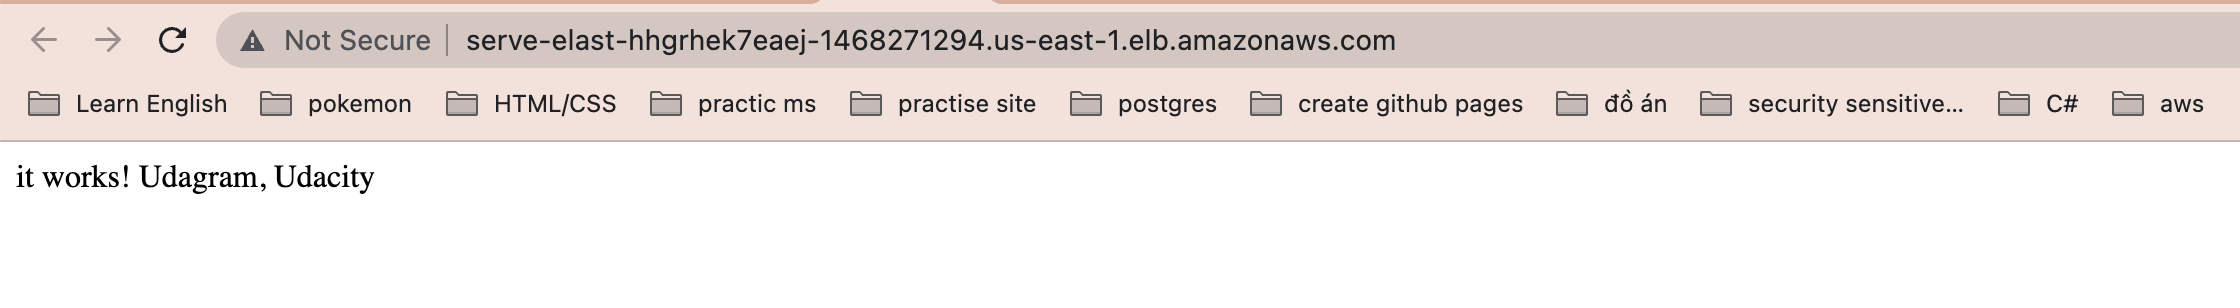 Not Secure serve-elast-hhgrhek7eaej-1468271294.us-east-1.elb.amazonaws.com
Learn English pokemon HTML/CSS practic ms practise site postgres create github pages đồ án security sensitive... C# aws
it works! Udagram, Udacity